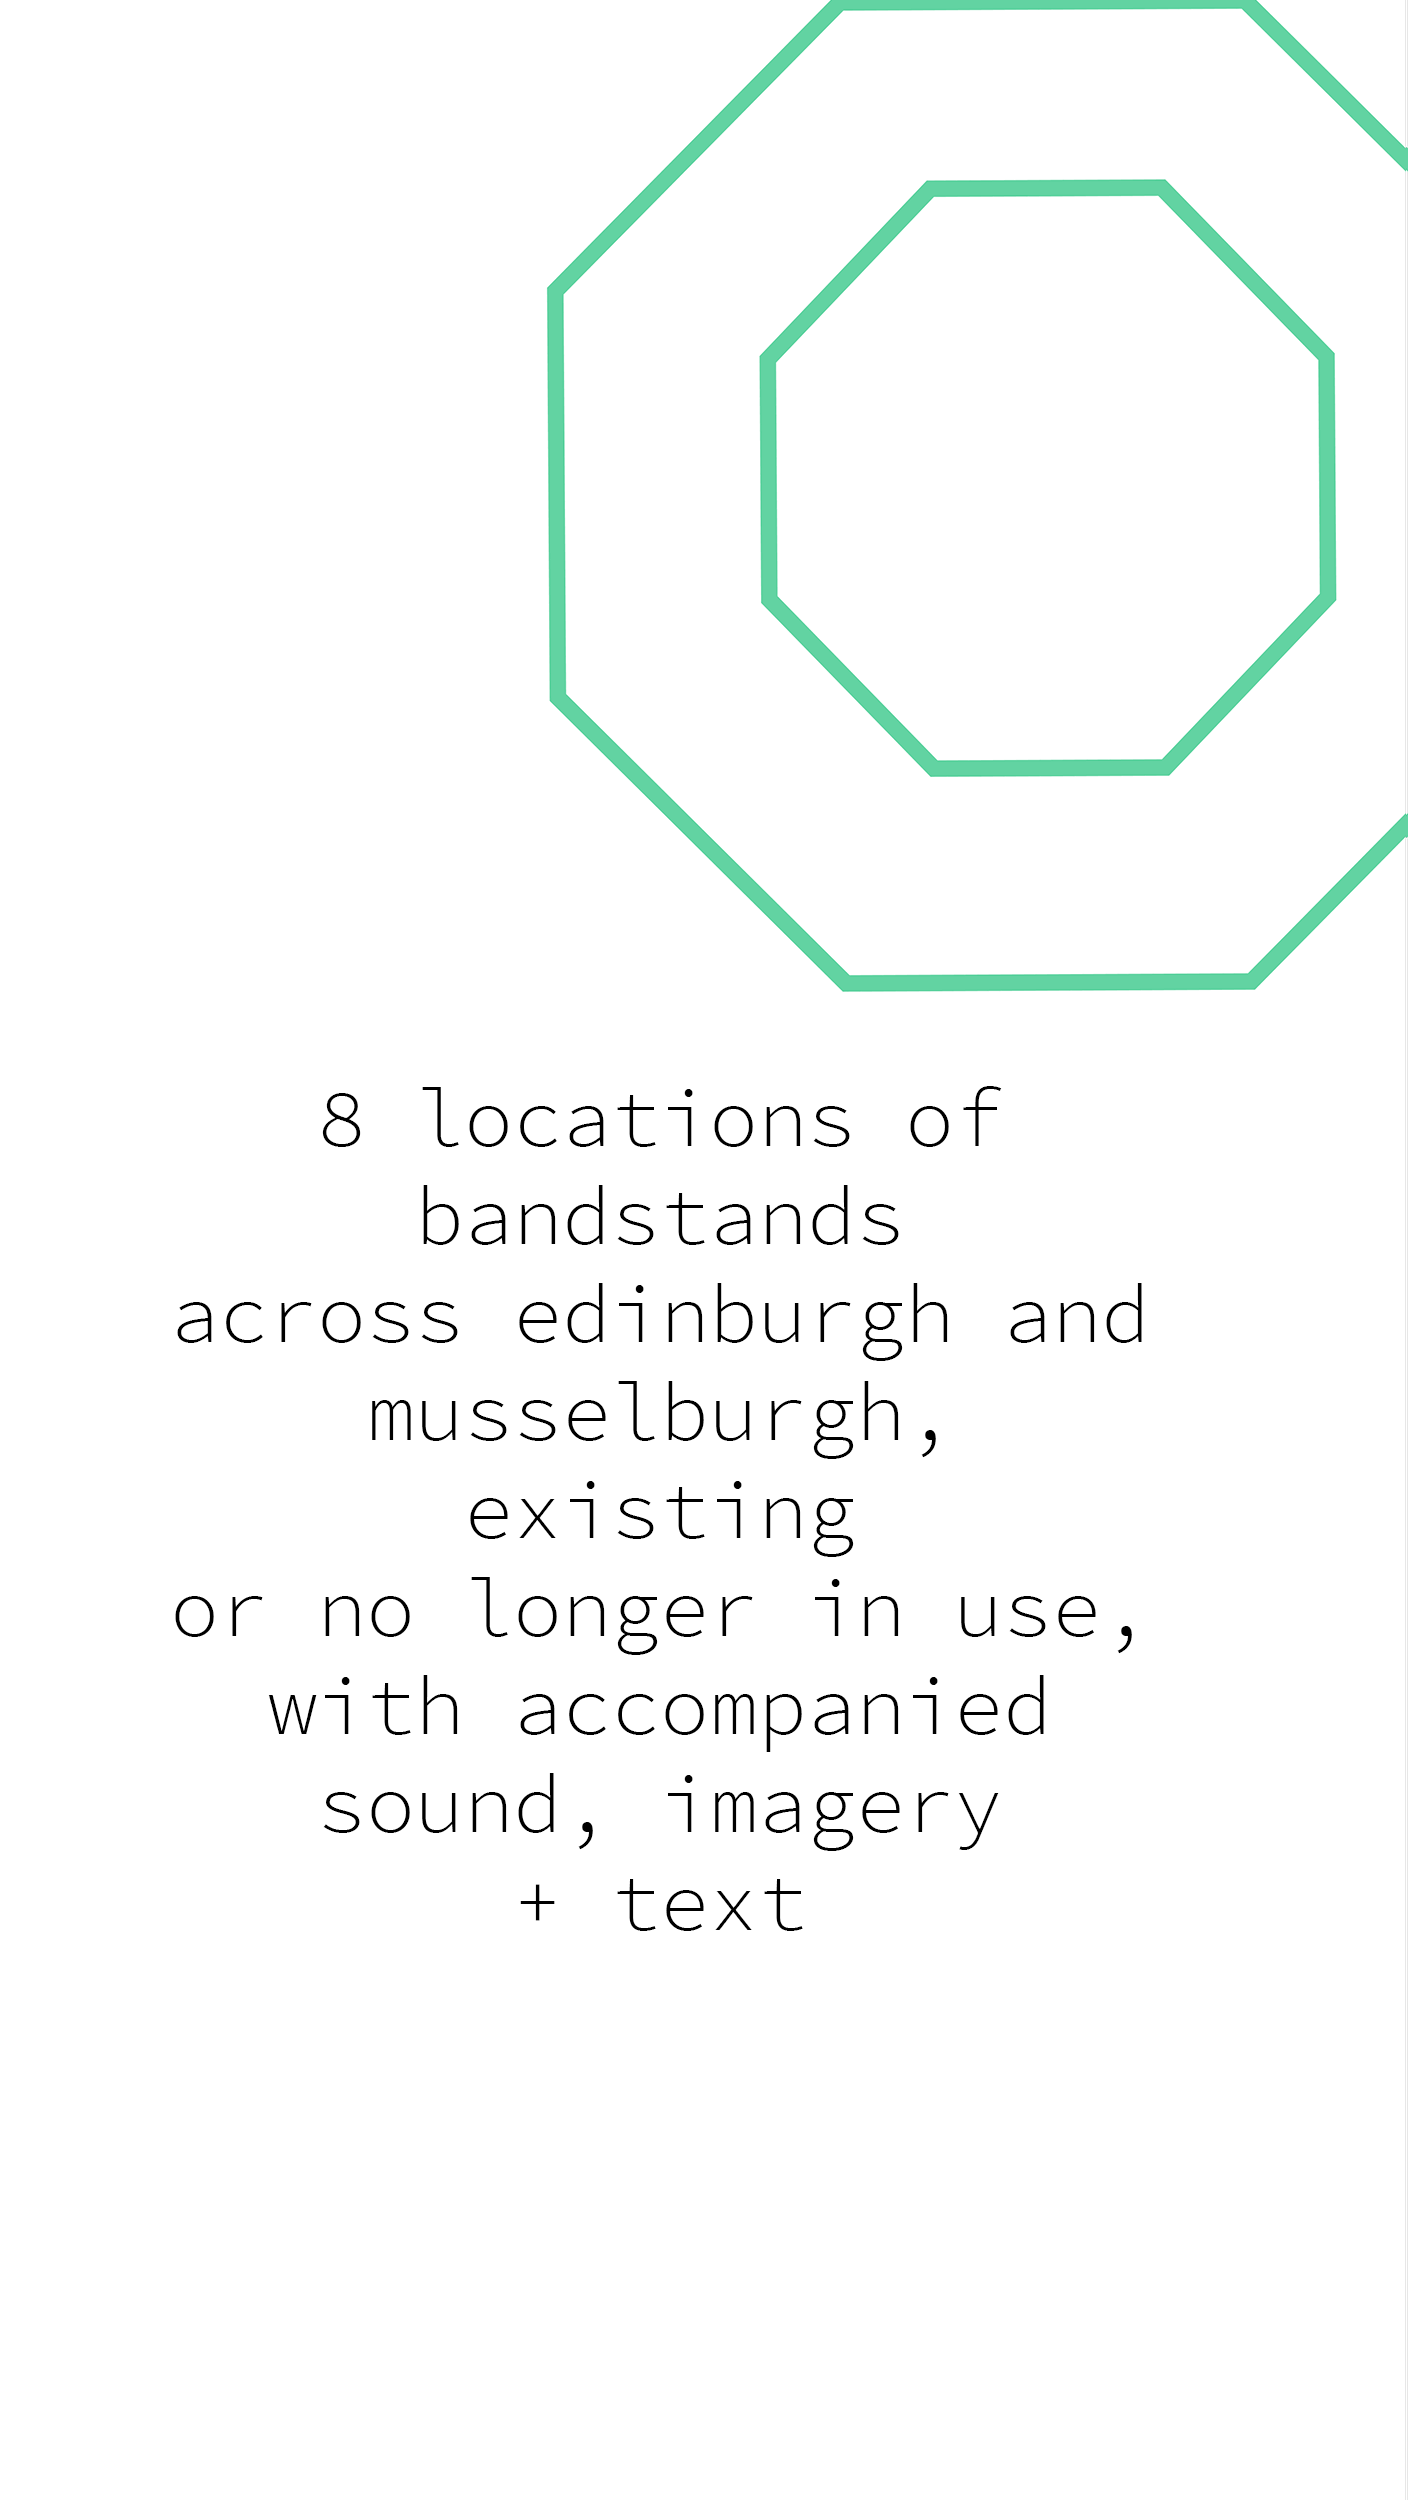 8 locations of
bandstands
across edinburgh and
musselburgh,
existing
or no longer in use,
with accompanied
sound, imagery
+ text